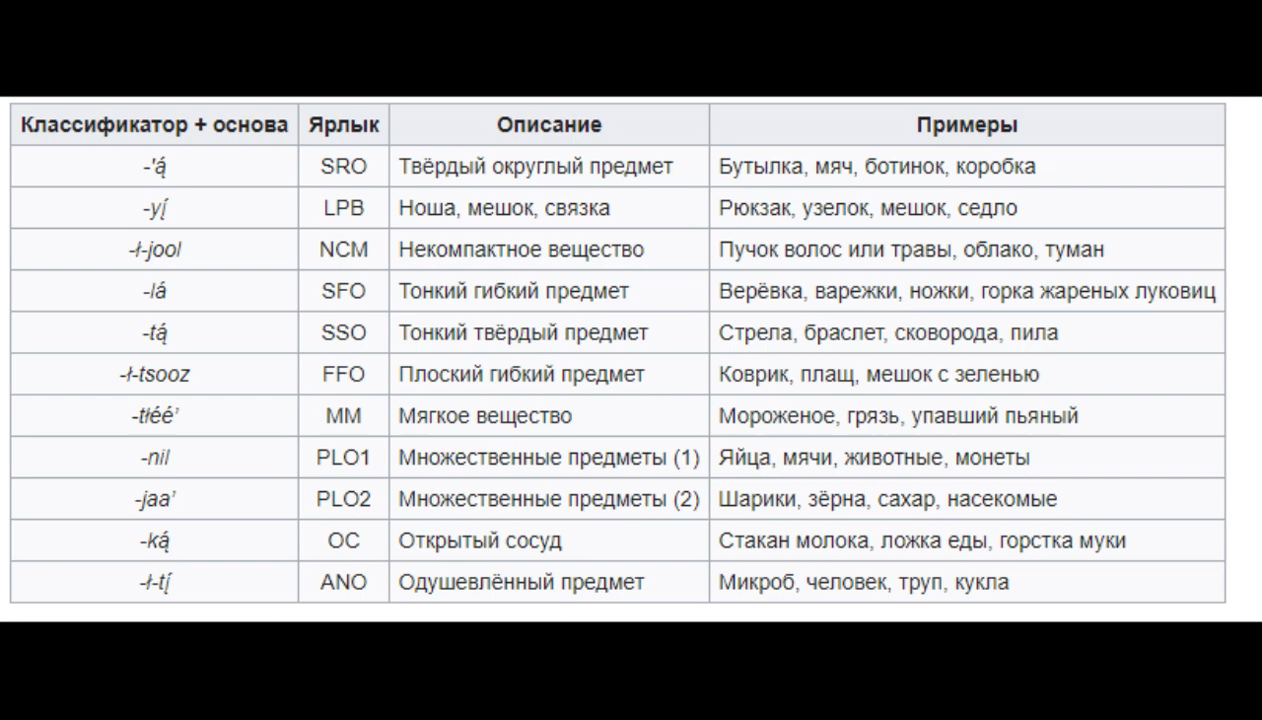 Классификатор + основа Ярлык Описание Примеры
-'ą́ SRO Твёрдый округлый предмет Бутылка, мяч, ботинок, коробка
-yį́ LPB Ноша, мешок, связка Рюкзак, узелок, мешок, седло
-ł-jool NCM Некомпактное вещество Пучок волос или травы, облако, туман
-lá SFO Тонкий гибкий предмет Верёвка, варежки, ножки, горка жареных луковиц
-tą́ SSO Тонкий твёрдый предмет Стрела, браслет, сковорода, пила
-ł-tsooz FFO Плоский гибкий предмет Коврик, плащ, мешок с зеленью
-tłéé’ MM Мягкое вещество Мороженое, грязь, упавший пьяный
-nil PLO1 Множественные предметы (1) Яйца, мячи, животные, монеты
-jaa’ PLO2 Множественные предметы (2) Шарики, зёрна, сахар, насекомые
-ką́ OC Открытый сосуд Стакан молока, ложка еды, горстка муки
-ł-tį́ ANO Одушевлённый предмет Микроб, человек, труп, кукла